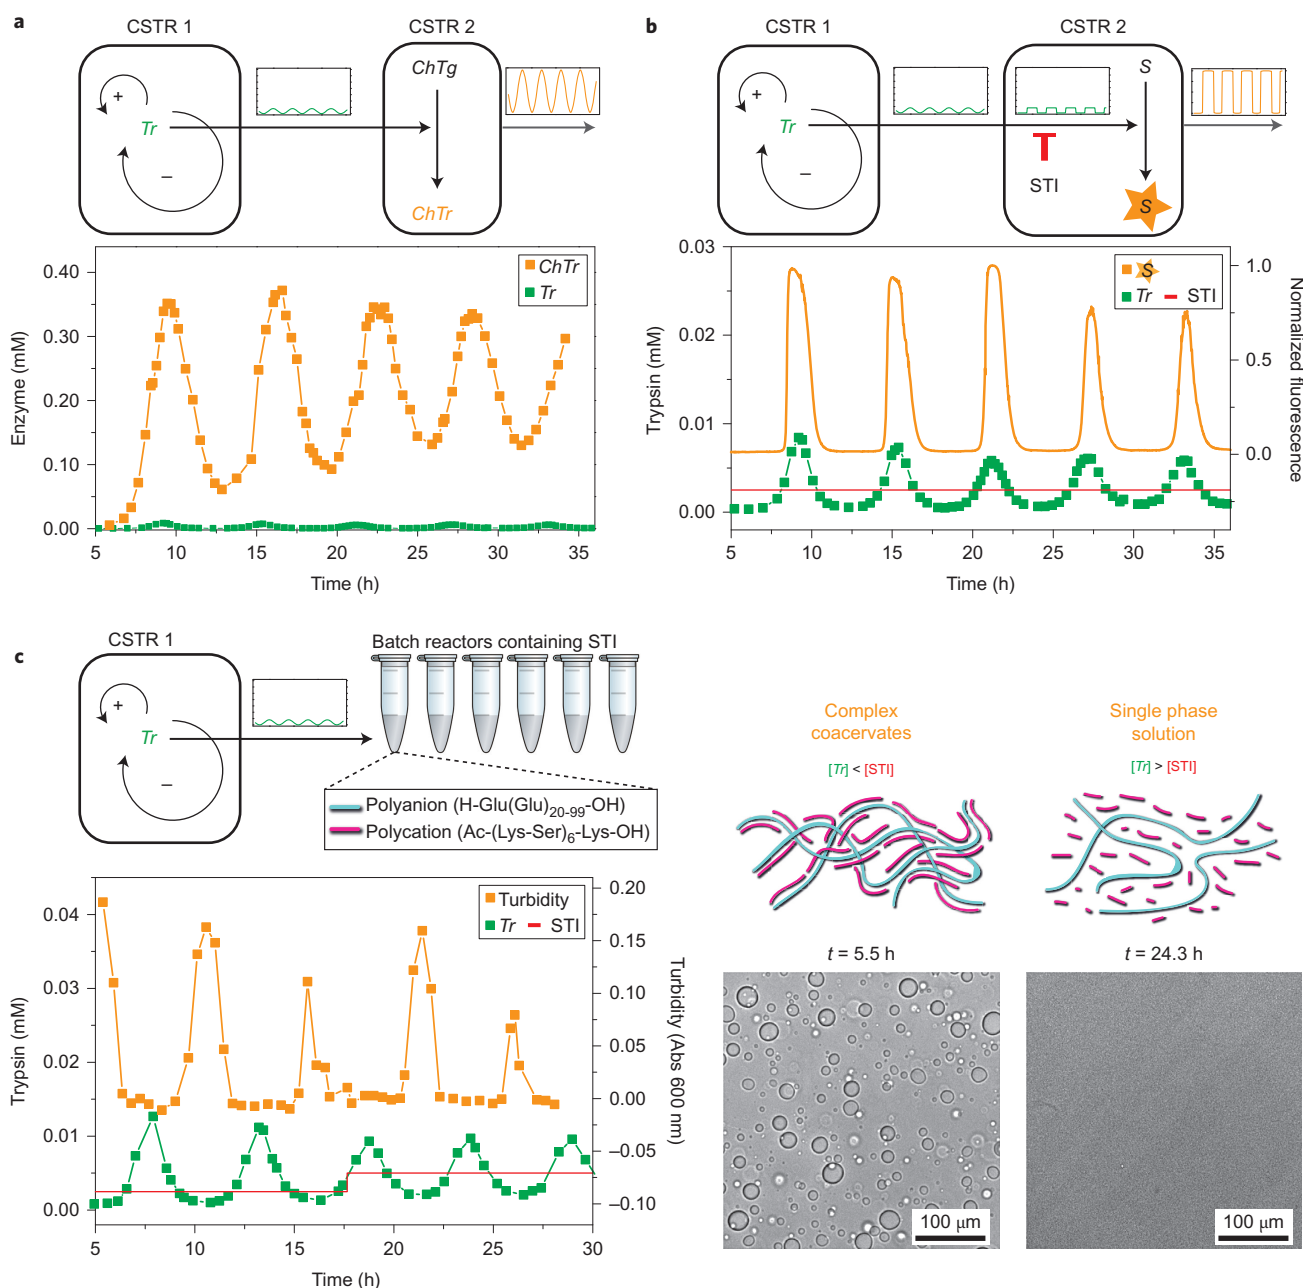 a
CSTR 1
CSTR 2
+
Tr
–
ChTg
ChTr
ChTr
Tr
0.40
0.30
0.20
0.10
0.00
Enzyme (mM)
5 10 15 20 25 30 35
Time (h)
b
CSTR 1
CSTR 2
+
Tr
–
STI
S
S
S
Tr STI
0.03
0.02
0.01
0.00
Trypsin (mM)
1.0
0.5
0.0
Normalized fluorescence
5 10 15 20 25 30 35
Time (h)
c
CSTR 1
+
Tr
–
Batch reactors containing STI
Polyanion (H-Glu(Glu)20-99-OH)
Polycation (Ac-(Lys-Ser)6-Lys-OH)
Turbidity
Tr STI
0.04
0.03
0.02
0.01
0.00
Trypsin (mM)
0.20
0.15
0.10
0.05
0.00
–0.05
–0.10
Turbidity (Abs 600 nm)
5 10 15 20 25 30
Time (h)
Complex
coacervates
[Tr] < [STI]
Single phase
solution
[Tr] > [STI]
t = 5.5 h
t = 24.3 h
100 μm
100 μm